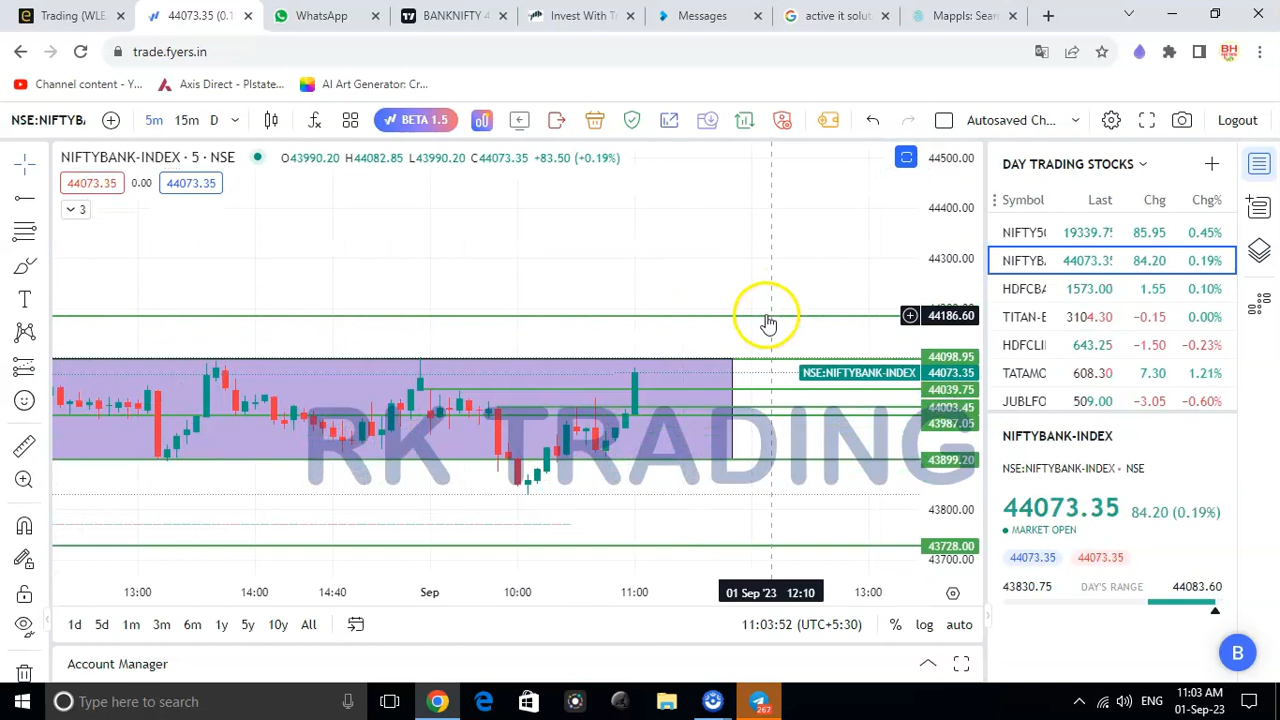 Trading (WLE
44073.35 (0.1
WhatsApp
BANKNIFTY 4
Invest With T
Messages
active it solut
Mappls: Sear
trade.fyers.in
Channel content - Y...
Axis Direct - Plstate...
AI Art Generator: Cr...
NSE:NIFTYBA
5m 15m D
BETA 1.5
Autosaved Ch...
Logout
NIFTYBANK-INDEX · 5 · NSE
O43990.20 H44082.85 L43990.20 C44073.35 +83.50 (+0.19%)
44073.35 0.00 44073.35
3
44500.00
44400.00
44300.00
44186.60
44098.95
NSE:NIFTYBANK-INDEX 44073.35
44039.75
44003.45
43987.05
43899.20
43800.00
43728.00
43700.00
RK TRADING
13:00 14:00 14:40 Sep 10:00 11:00 01 Sep '23 12:10 13:00
1d 5d 1m 3m 6m 1y 5y 10y All
11:03:52 (UTC+5:30) % log auto
Account Manager
DAY TRADING STOCKS
Symbol Last Chg Chg%
NIFTY50 19339.75 85.95 0.45%
NIFTYB 44073.35 84.20 0.19%
HDFCBA 1573.00 1.55 0.10%
TITAN-E 3104.30 −0.15 0.00%
HDFCLI 643.25 −1.50 −0.23%
TATAMO 608.30 7.30 1.21%
JUBLFO 509.00 −3.05 −0.60%
NIFTYBANK-INDEX
NSE:NIFTYBANK-INDEX • NSE
44073.35 84.20 (0.19%)
MARKET OPEN
44073.35 44073.35
43830.75 DAY'S RANGE 44083.60
B
Type here to search
267
ENG
11:03 AM
01-Sep-23